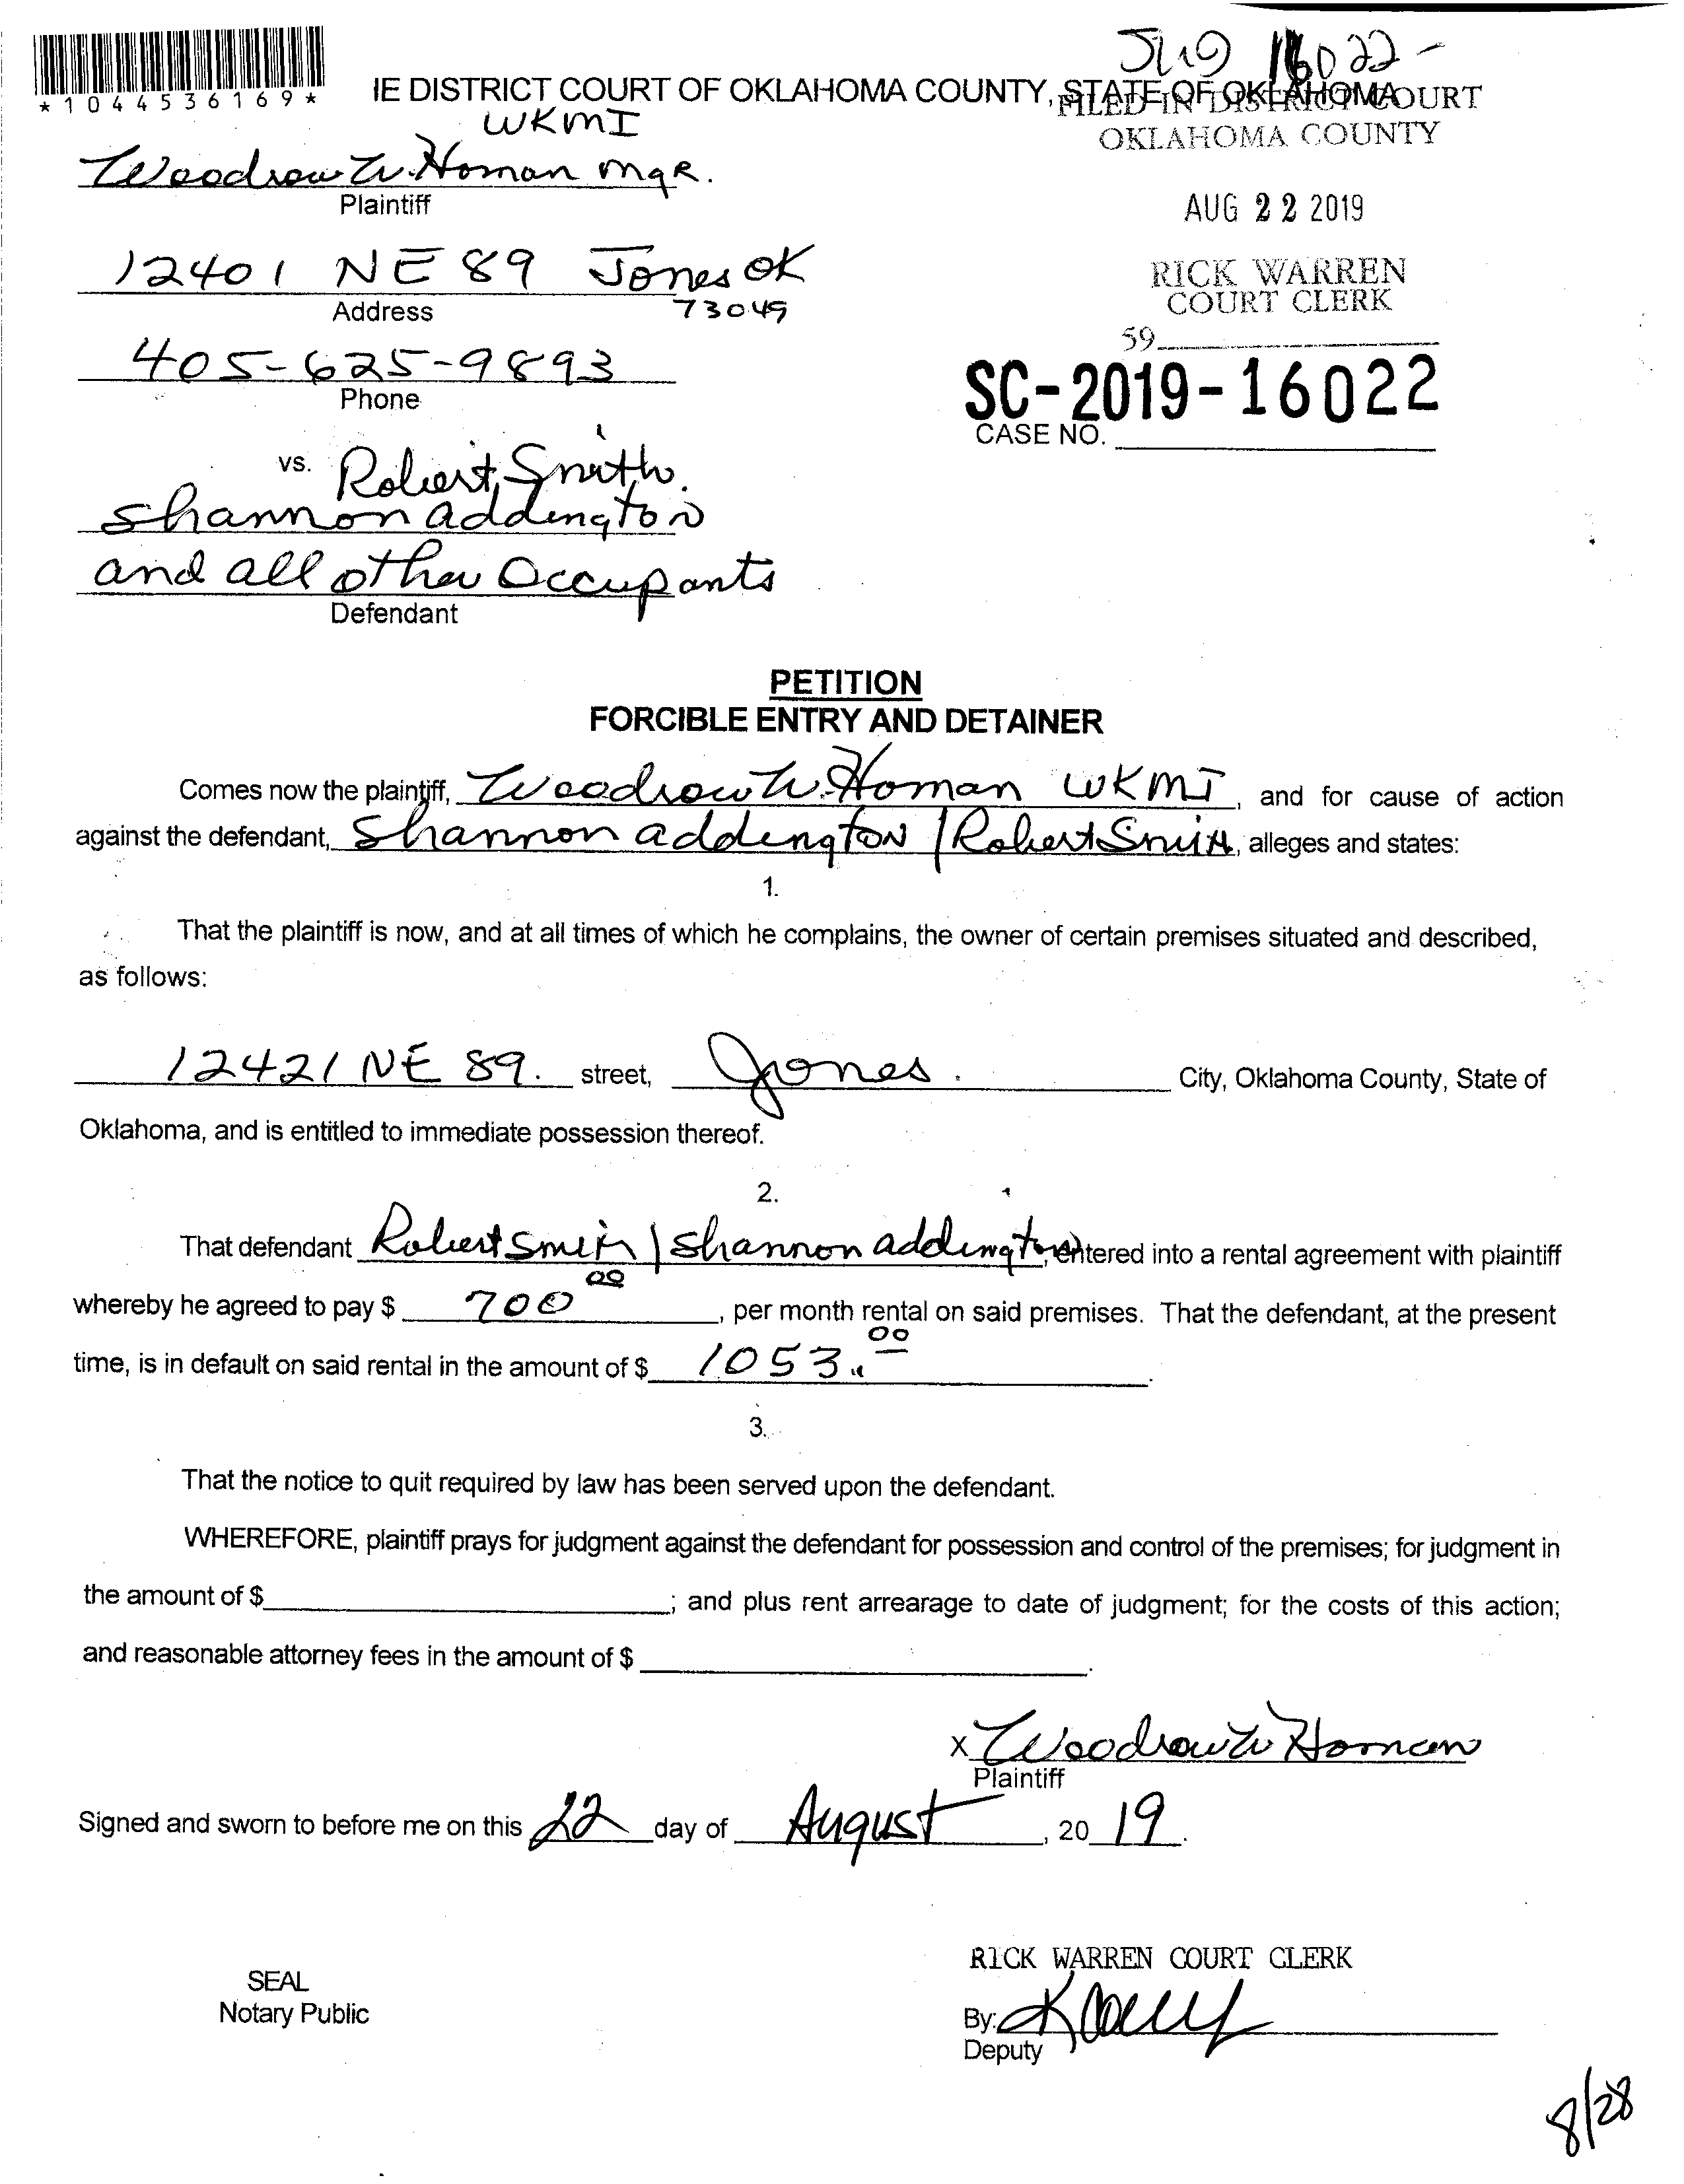 16022-
*1044536169*
IE DISTRICT COURT OF OKLAHOMA COUNTY, STATE OF OKLAHOMA
FILED IN DISTRICT COURT
OKLAHOMA COUNTY
WKMI
Woodrow W. Homan mgR.
Plaintiff
AUG 22 2019
12401 NE 89 Jones OK
Address
73049
RICK WARREN
COURT CLERK
405-625-9893
Phone
59
SC-2019-16022
CASE NO.
vs. Robert Smith.
Shannon addington
and all other Occupants
Defendant
PETITION
FORCIBLE ENTRY AND DETAINER
Comes now the plaintiff, Woodrow W. Homan WKMI, and for cause of action
against the defendant, Shannon addington / Robert Smith, alleges and states:
1.
That the plaintiff is now, and at all times of which he complains, the owner of certain premises situated and described,
as follows:
12421 NE 89. street, Jones. City, Oklahoma County, State of
Oklahoma, and is entitled to immediate possession thereof.
2.
That defendant Robert Smith / Shannon addington, entered into a rental agreement with plaintiff
whereby he agreed to pay $ 700 00, per month rental on said premises. That the defendant, at the present
time, is in default on said rental in the amount of $ 1053.00.
3.
That the notice to quit required by law has been served upon the defendant.
WHEREFORE, plaintiff prays for judgment against the defendant for possession and control of the premises; for judgment in
the amount of $ ; and plus rent arrearage to date of judgment; for the costs of this action;
and reasonable attorney fees in the amount of $ .
X Woodrow W Homan
Plaintiff
Signed and sworn to before me on this 22 day of August, 20 19.
RICK WARREN COURT CLERK
SEAL
Notary Public
By:
Deputy
8/28